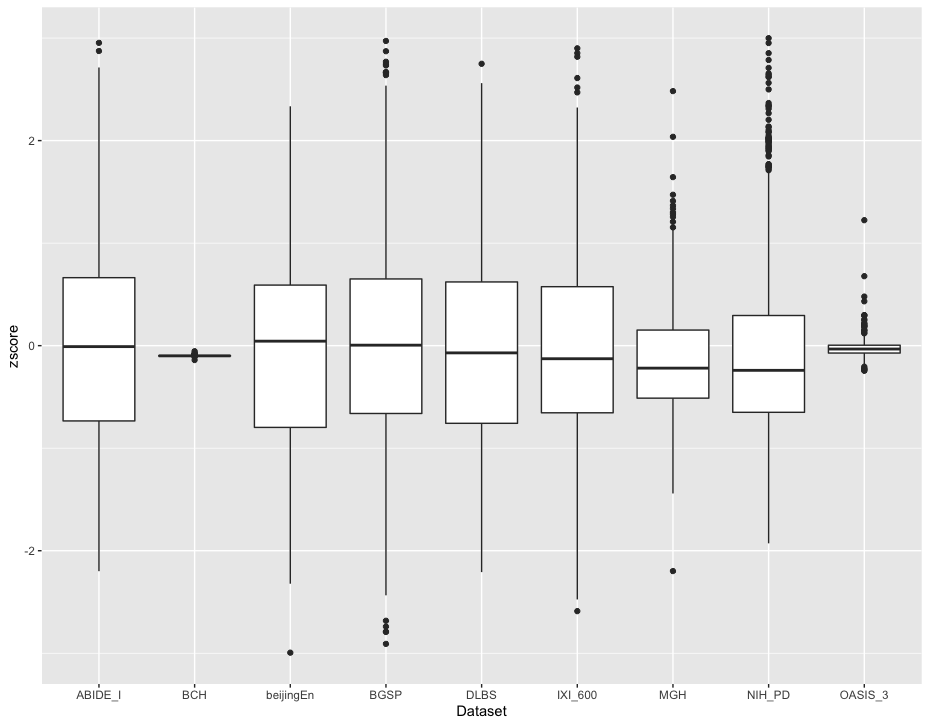 zscore
2
0
-2
ABIDE_I BCH beijingEn BGSP DLBS IXI_600 MGH NIH_PD OASIS_3
Dataset